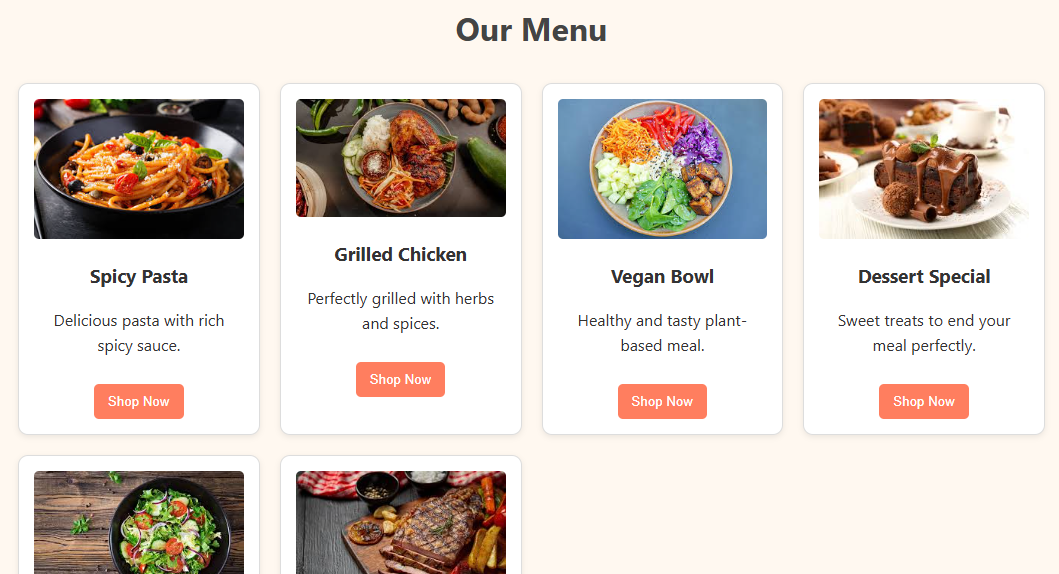 Our Menu
Spicy Pasta
Delicious pasta with rich
spicy sauce.
Shop Now
Grilled Chicken
Perfectly grilled with herbs
and spices.
Shop Now
Vegan Bowl
Healthy and tasty plant-
based meal.
Shop Now
Dessert Special
Sweet treats to end your
meal perfectly.
Shop Now